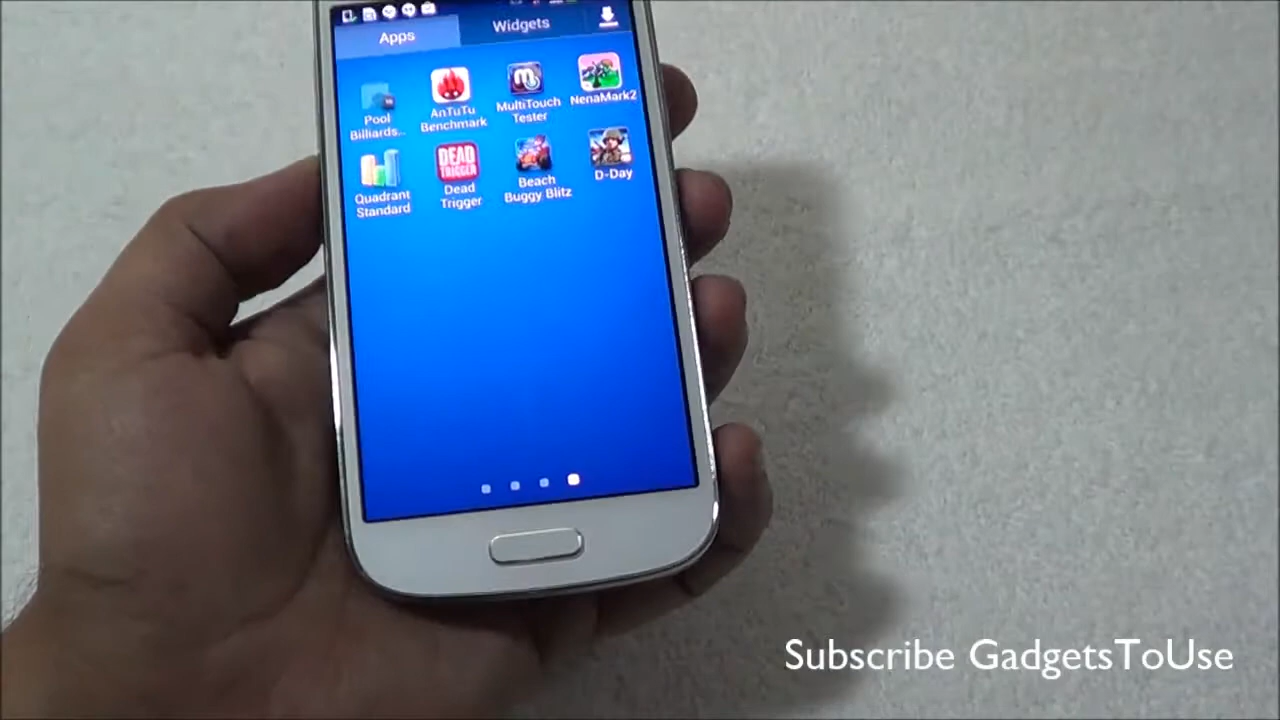 Apps Widgets
Pool
Billiards..
AnTuTu
Benchmark
MultiTouch
Tester
NenaMark2
Quadrant
Standard
DEAD
TRIGGER
Dead
Trigger
Beach
Buggy Blitz
D-Day
Subscribe GadgetsToUse